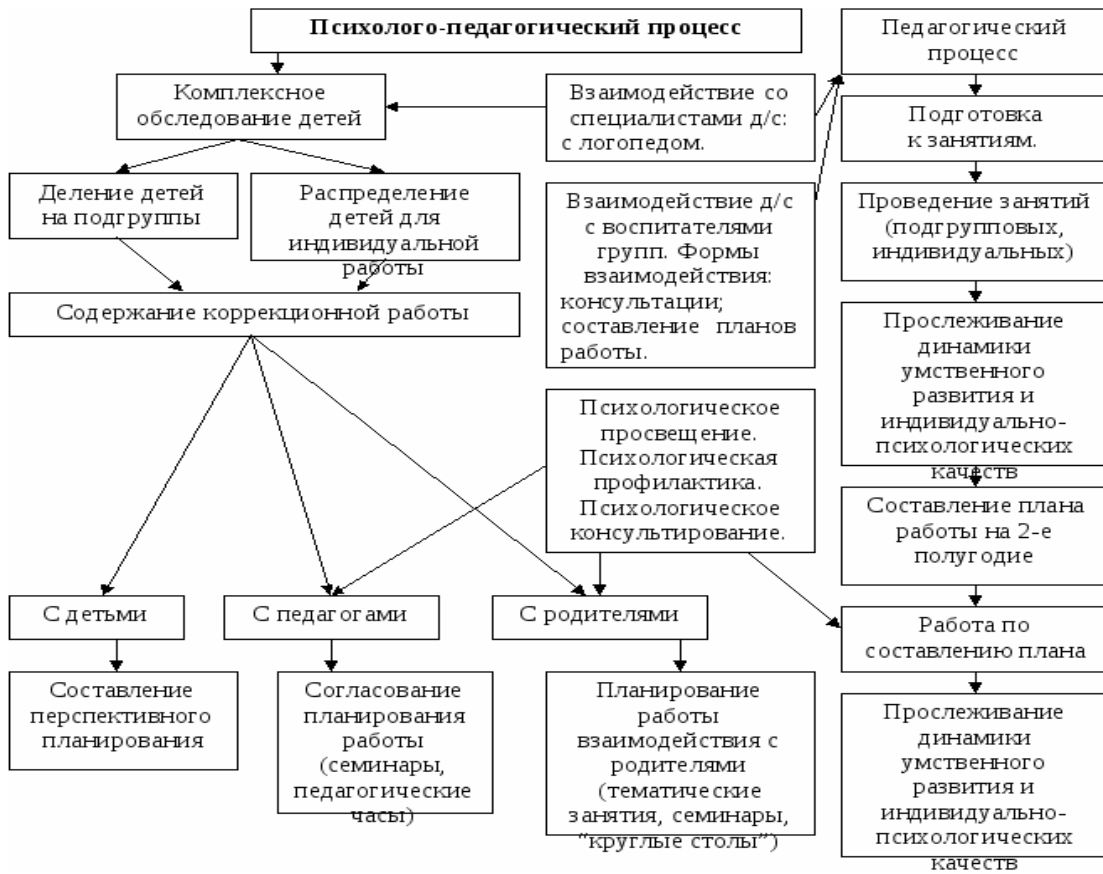 Психолого-педагогический процесс
Комплексное
обследование детей
Деление детей
на подгруппы
Распределение
детей для
индивидуальной
работы
Содержание коррекционной работы
Взаимодействие со
специалистами д/с:
с логопедом.
Взаимодействие д/с
с воспитателями
групп. Формы
взаимодействия:
консультации;
составление планов
работы.
Психологическое
просвещение.
Психологическая
профилактика.
Психологическое
консультирование.
С детьми
С педагогами
С родителями
Составление
перспективного
планирования
Согласование
планирования
работы
(семинары,
педагогические
часы)
Планирование
работы
взаимодействия с
родителями
(тематические
занятия, семинары,
“круглые столы”)
Педагогический
процесс
Подготовка
к занятиям.
Проведение занятий
(подгрупповых,
индивидуальных)
Прослеживание
динамики
умственного
развития и
индивидуально-
психологических
качеств
Составление плана
работы на 2-е
полугодие
Работа по
составлению плана
Прослеживание
динамики
умственного
развития и
индивидуально-
психологических
качеств